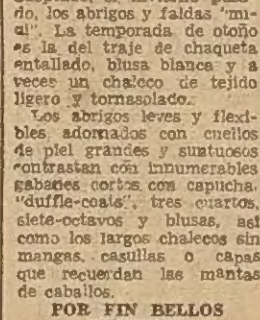 do, los abrigos y faldas "mi-
di". La temporada de otoño
es la del traje de chaqueta
entallado, blusa blanca y a
veces un chaleco de tejido
ligero y tornasolado.
Los abrigos leves y flexi-
bles, adornados con cuellos
de piel grandes y suntuosos
contrastan con innumerables
gabanes cortos con capucha,
"duffle-coats", tres cuartos,
siete-octavos y blusas, así
como los largos chalecos sin
mangas, casullas o capas
que recuerdan las mantas
de caballos.
POR FIN BELLOS